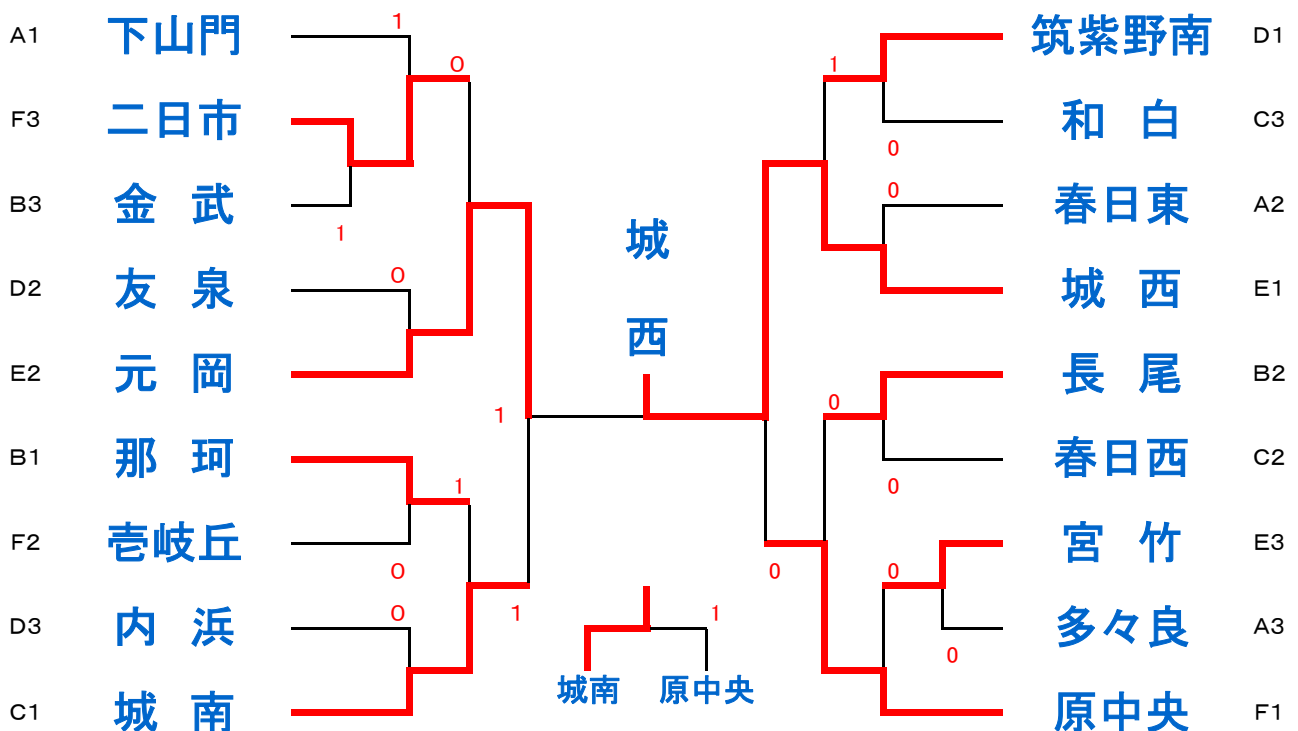 A1 下山門 1
0
F3 二日市
B3 金 武
1
D2 友 泉 0
E2 元 岡
1
B1 那 珂
1
F2 壱岐丘
0
D3 内 浜 0
1
C1 城 南
城
西
1
城南 原中央
筑紫野南 D1
1
和 白 C3
0
0
春日東 A2
城 西 E1
長尾 B2
0
春日西 C2
0
宮 竹 E3
0
0
多々良 A3
0
原中央 F1